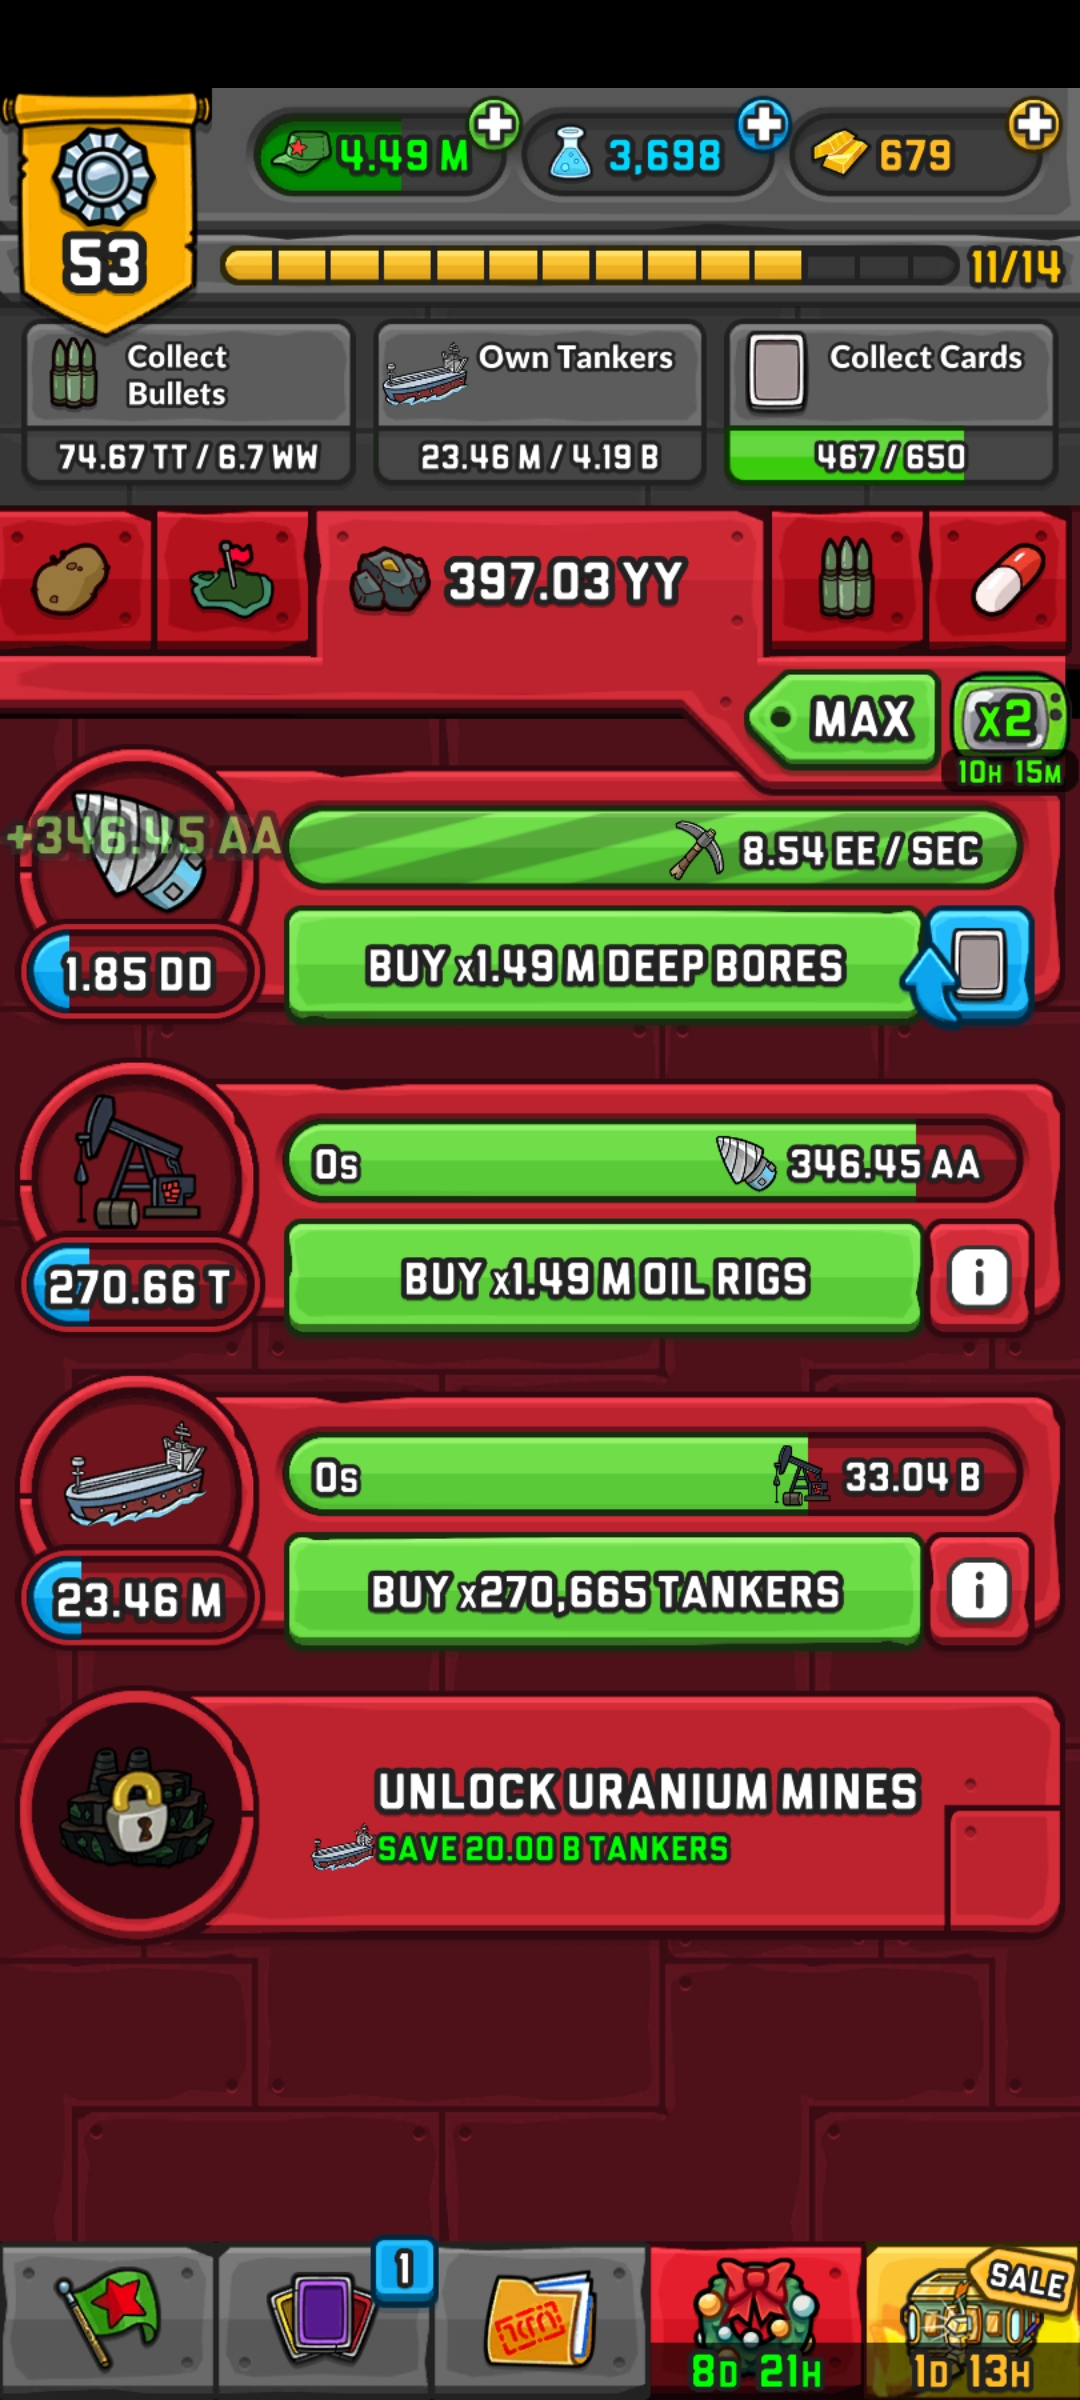 4.49 M
3,698
679
53
11/14
Collect
Bullets
74.67 TT / 6.7 WW
Own Tankers
23.46 M / 4.19 B
Collect Cards
467 / 650
397.03 YY
MAX
x2
10H 15M
+346.45 AA
8.54 EE / SEC
1.85 DD
BUY x1.49 M DEEP BORES
0s
346.45 AA
270.66 T
BUY x1.49 M OIL RIGS
i
0s
33.04 B
23.46 M
BUY x270,665 TANKERS
i
UNLOCK URANIUM MINES
SAVE 20.00 B TANKERS
1
SALE
8D 21H
1D 13H